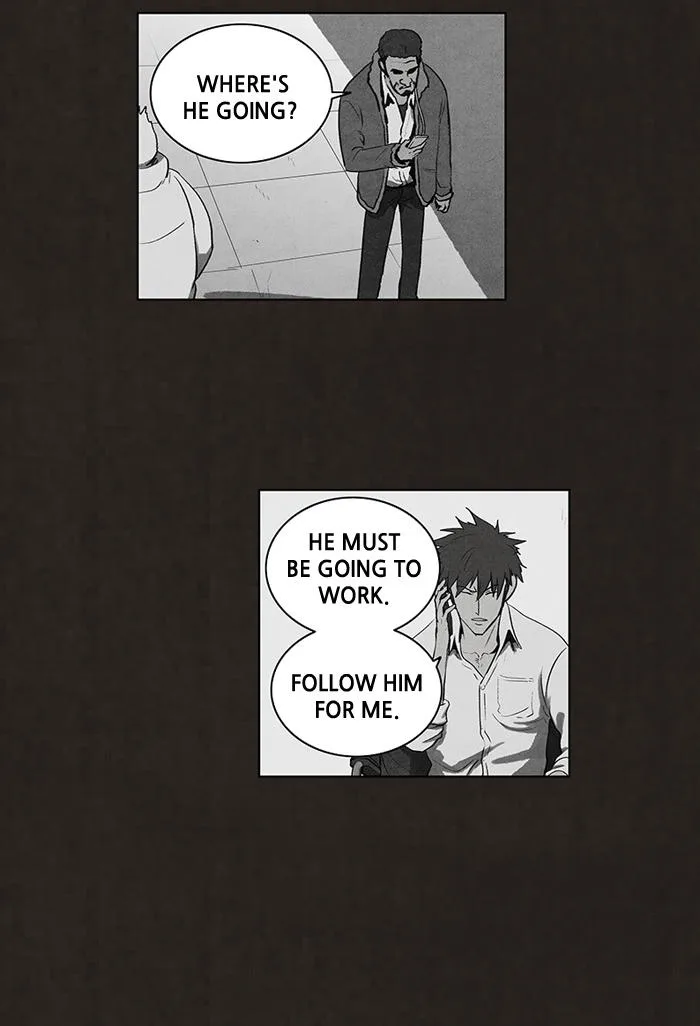 WHERE'S
HE GOING?
HE MUST
BE GOING TO
WORK.
FOLLOW HIM
FOR ME.